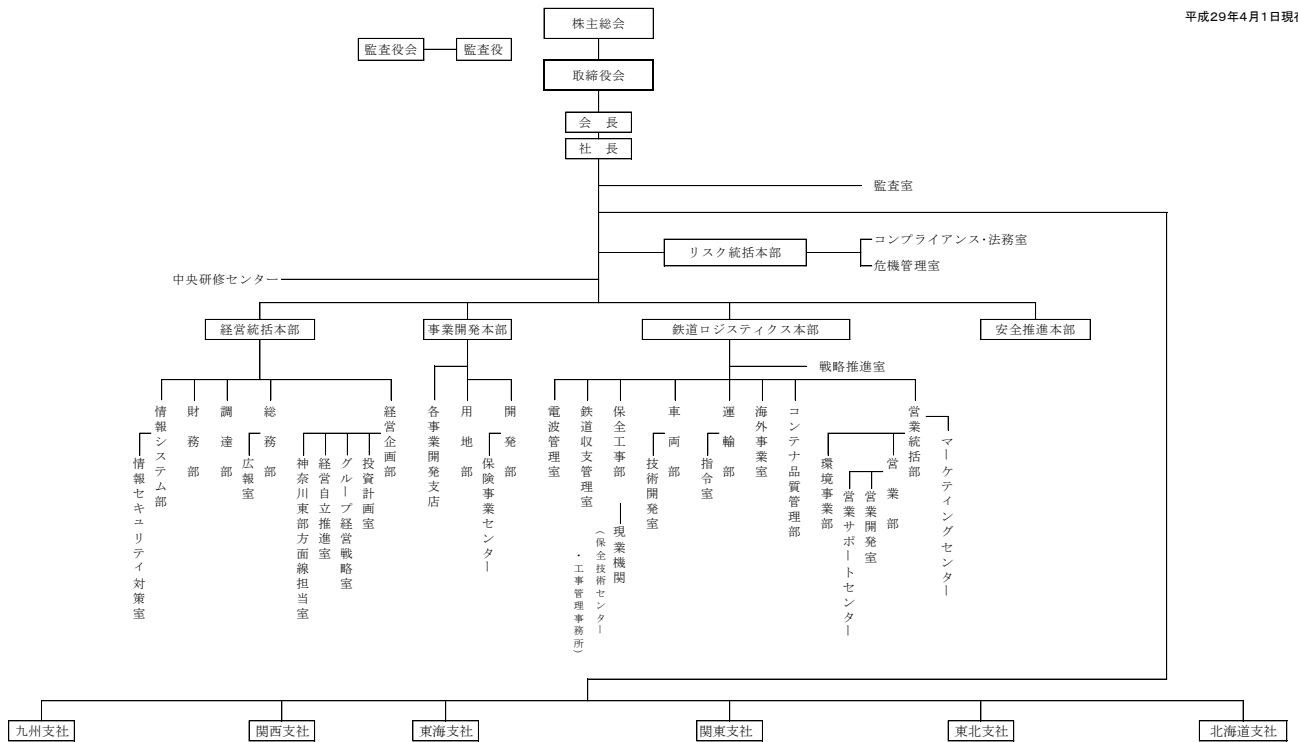 平成29年4月1日現在
株主総会
監査役会
監査役
取締役会
会 長
社 長
監査室
リスク統括本部
コンプライアンス・法務室
危機管理室
中央研修センター
経営統括本部
事業開発本部
鉄道ロジスティクス本部
安全推進本部
戦略推進室
情報システム部
情報セキュリティ対策室
財務部
調達部
総務部
広報室
経営企画部
神奈川東部方面線担当室
経営自立推進室
グループ経営戦略室
投資計画室
各事業開発支店
用地部
開発部
保険事業センター
電波管理室
鉄道収支管理室
保全工事部
現業機関
（保全技術センター
・工事管理事務所）
車両部
技術開発室
運輸部
指令室
海外事業室
コンテナ品質管理部
営業統括部
環境事業部
営業部
営業サポートセンター
営業開発室
マーケティングセンター
九州支社
関西支社
東海支社
関東支社
東北支社
北海道支社